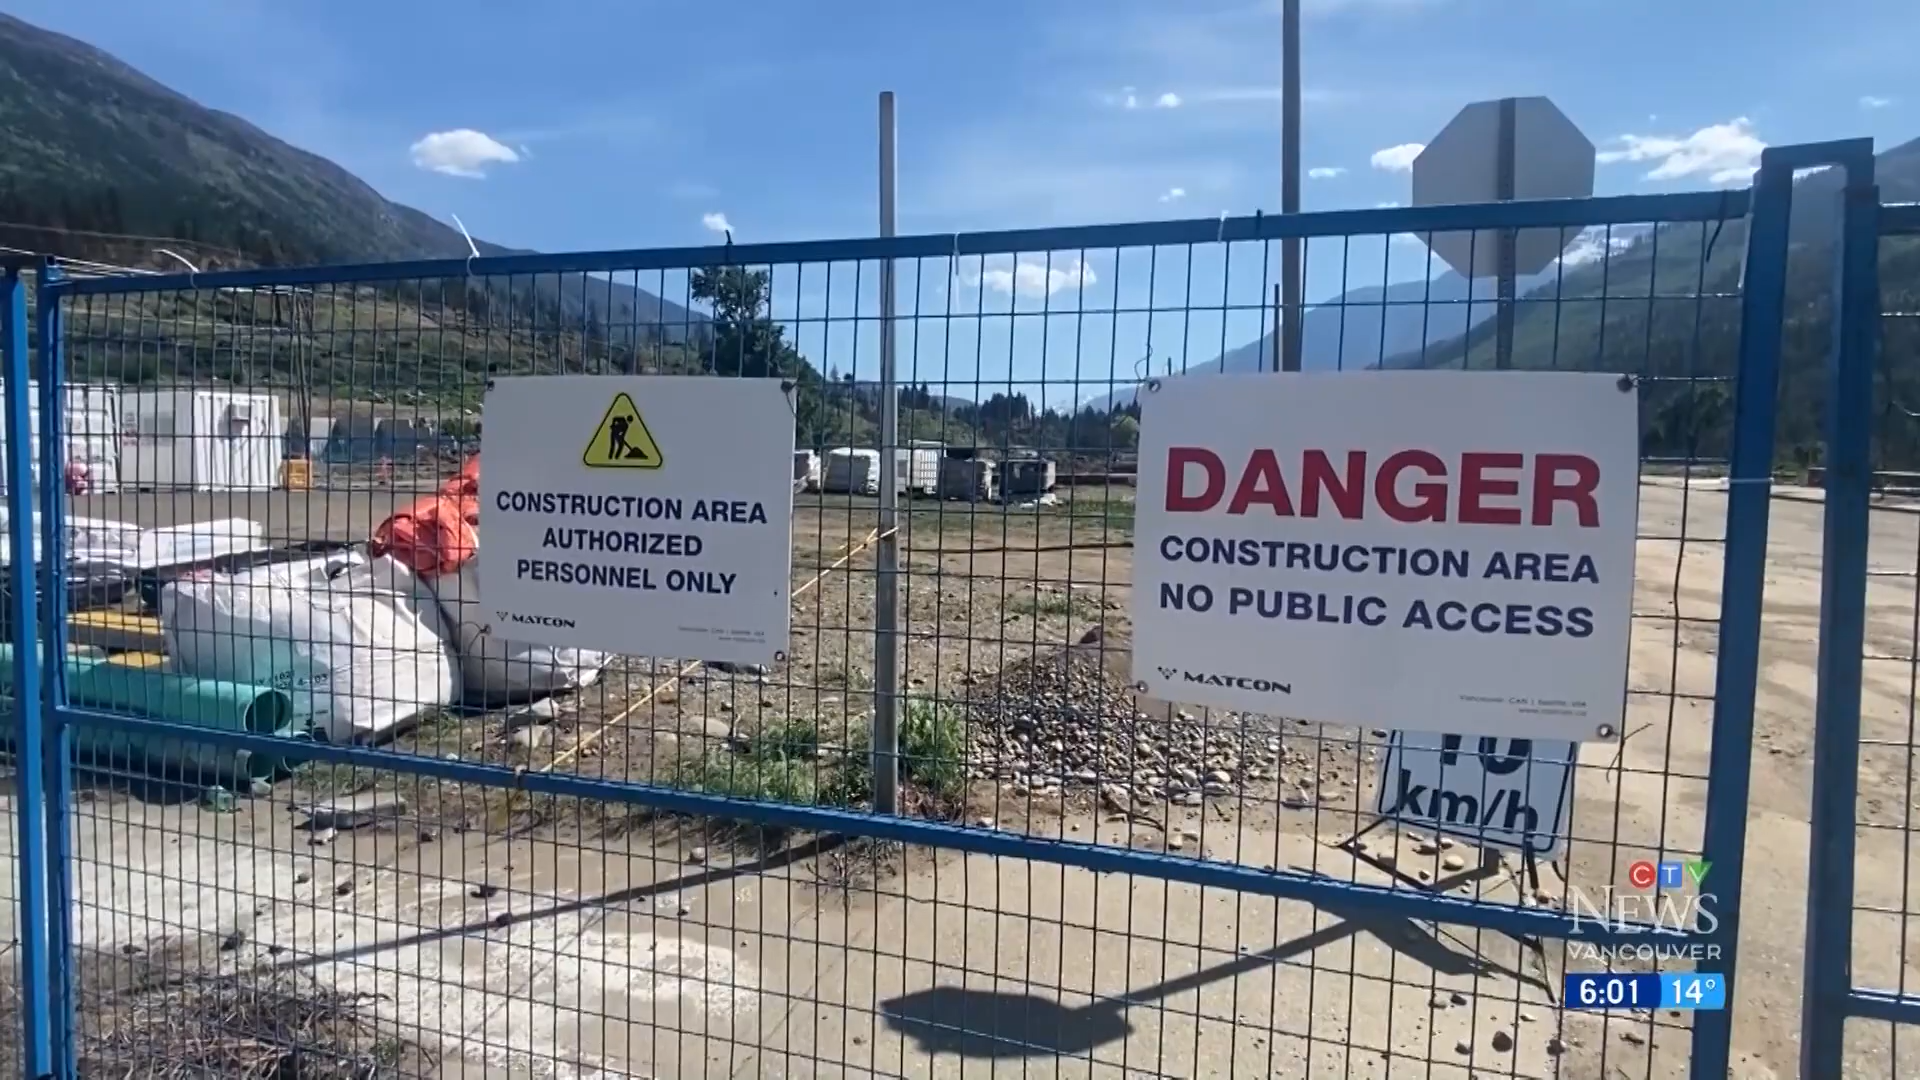 CONSTRUCTION AREA
AUTHORIZED
PERSONNEL ONLY
MATCON
DANGER
CONSTRUCTION AREA
NO PUBLIC ACCESS
MATCON
km/h
CTV
NEWS
VANCOUVER
6:01 14°